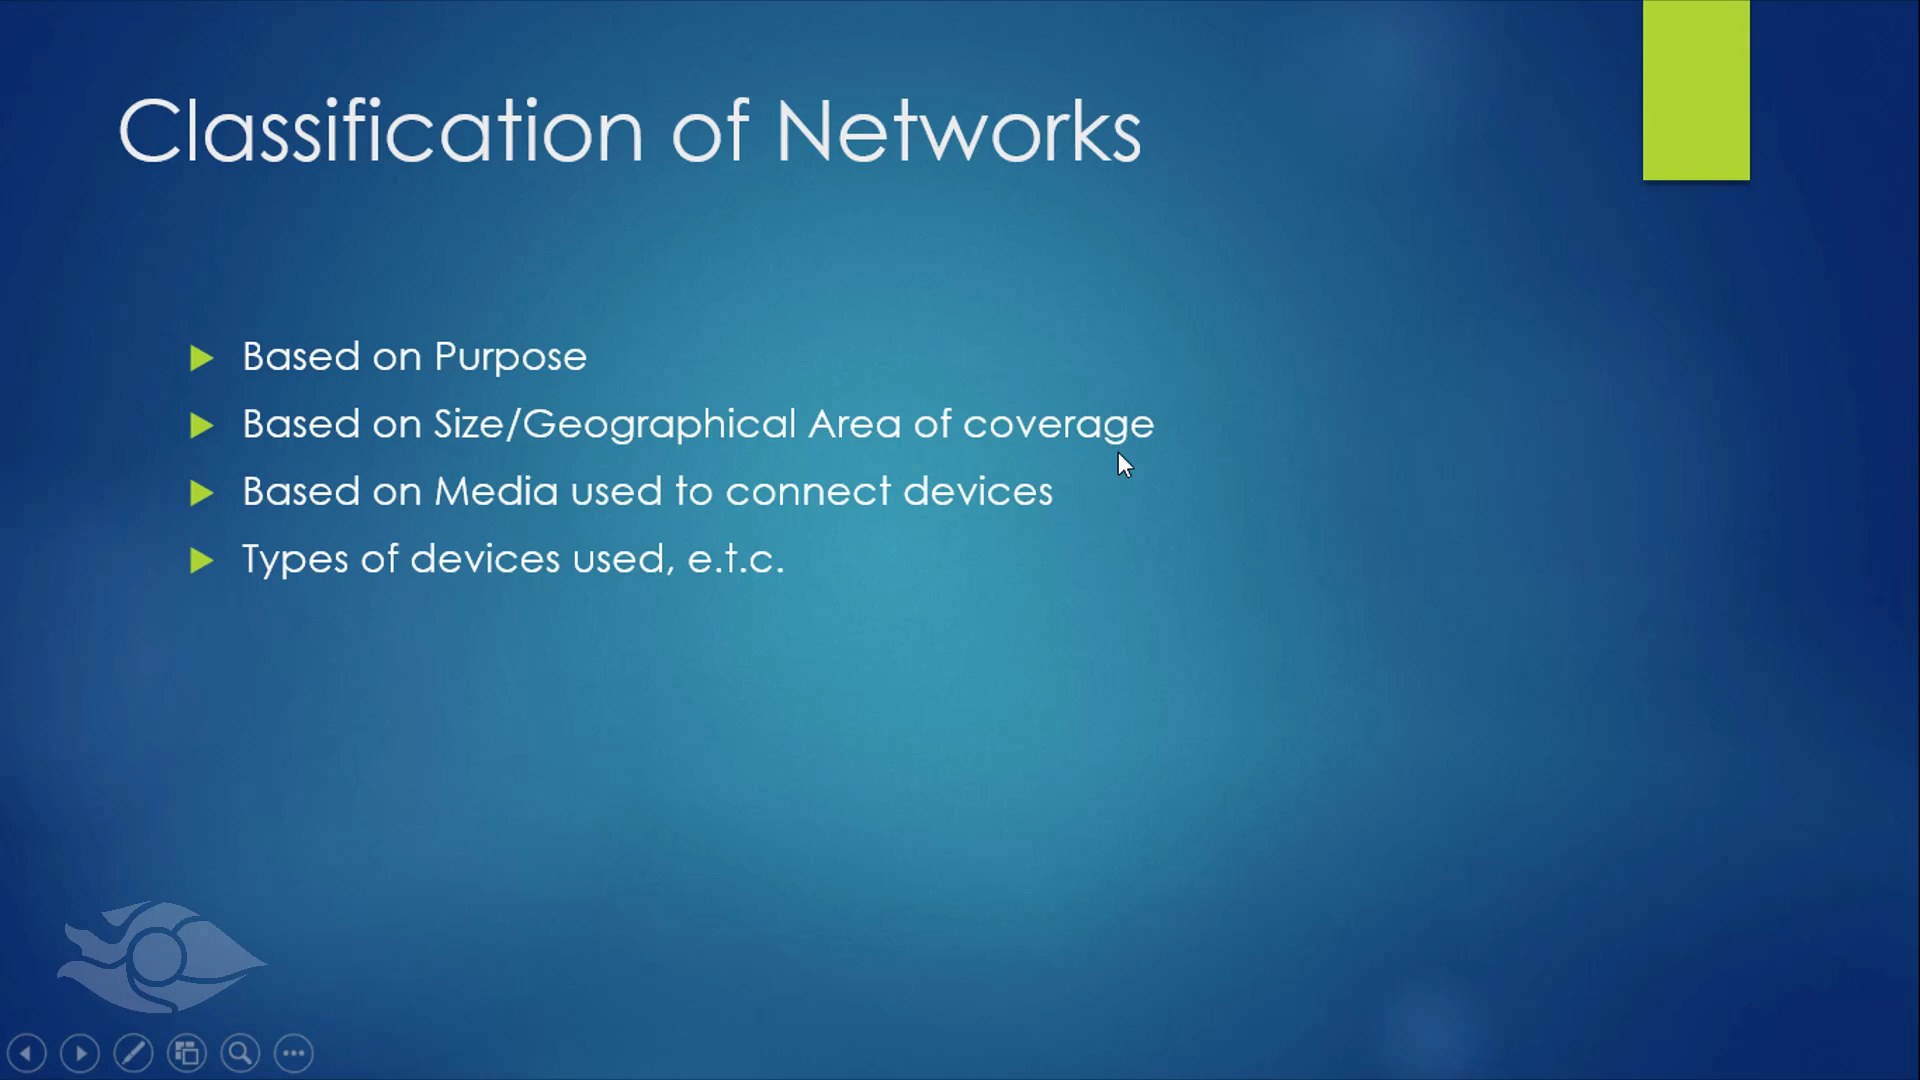 Classification of Networks
Based on Purpose
Based on Size/Geographical Area of coverage
Based on Media used to connect devices
Types of devices used, e.t.c.